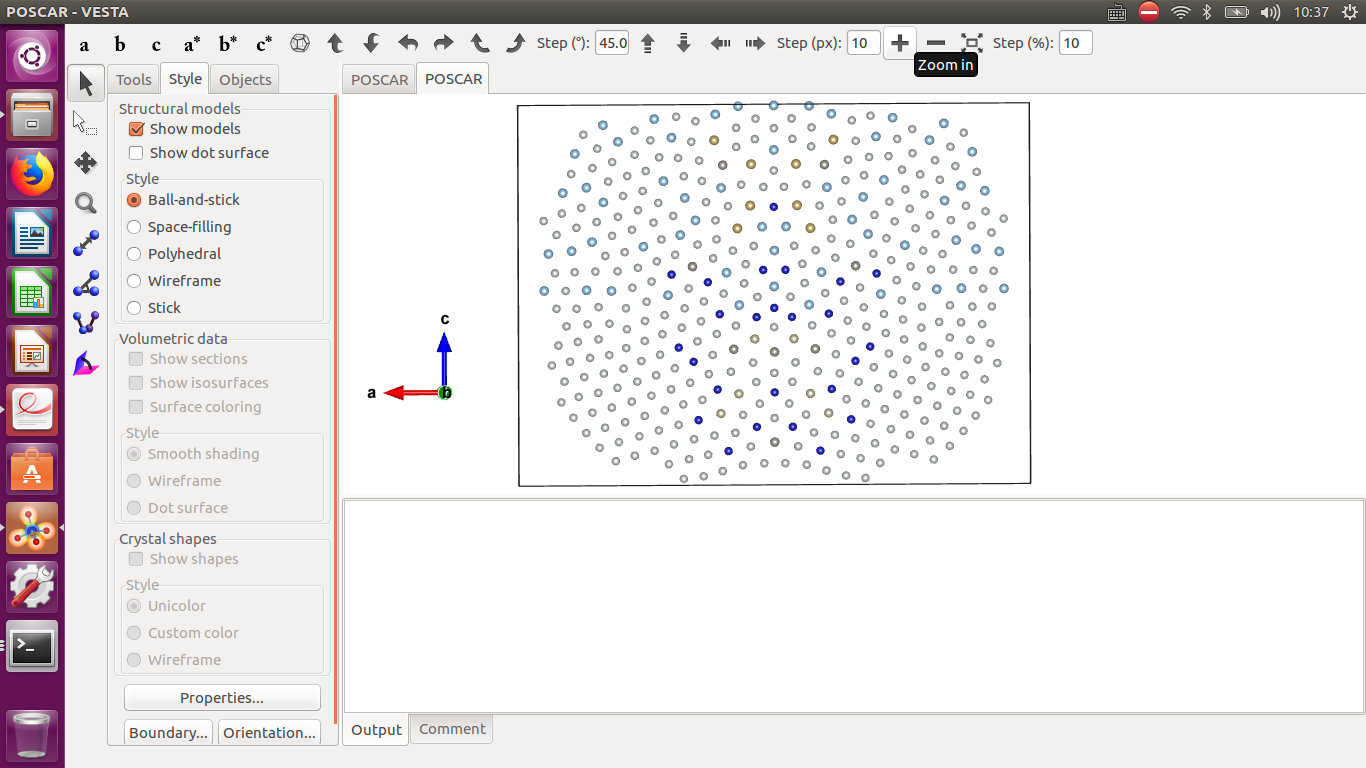 POSCAR - VESTA
10:37
a b c a* b* c* Step (°): 45.0 Step (px): 10 Step (%): 10
Zoom in
Tools Style Objects
POSCAR POSCAR
Structural models
Show models
Show dot surface
Style
Ball-and-stick
Space-filling
Polyhedral
Wireframe
Stick
Volumetric data
Show sections
Show isosurfaces
Surface coloring
Style
Smooth shading
Wireframe
Dot surface
Crystal shapes
Show shapes
Style
Unicolor
Custom color
Wireframe
Properties...
Boundary... Orientation...
c
a
b
Output Comment